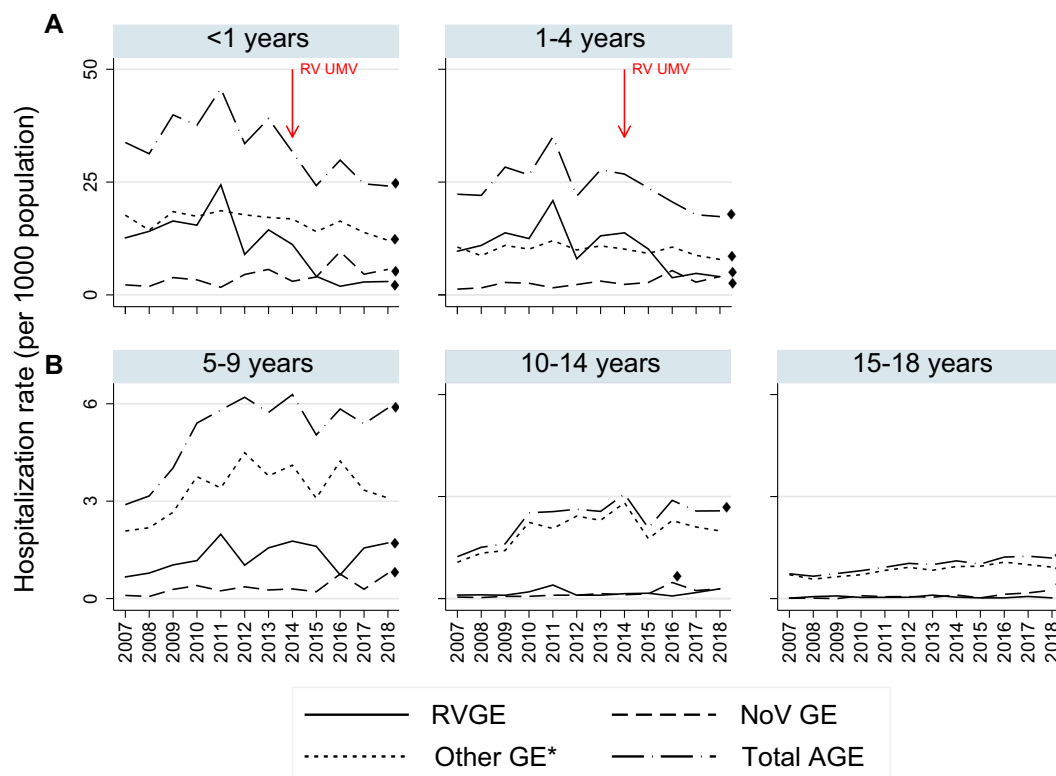 A
<1 years
1-4 years
Hospitalization rate (per 1000 population)
50
25
0
RV UMV
RV UMV
B
5-9 years
10-14 years
15-18 years
6
3
0
2007 2008 2009 2010 2011 2012 2013 2014 2015 2016 2017 2018
2007 2008 2009 2010 2011 2012 2013 2014 2015 2016 2017 2018
2007 2008 2009 2010 2011 2012 2013 2014 2015 2016 2017 2018
RVGE
NoV GE
Other GE*
Total AGE